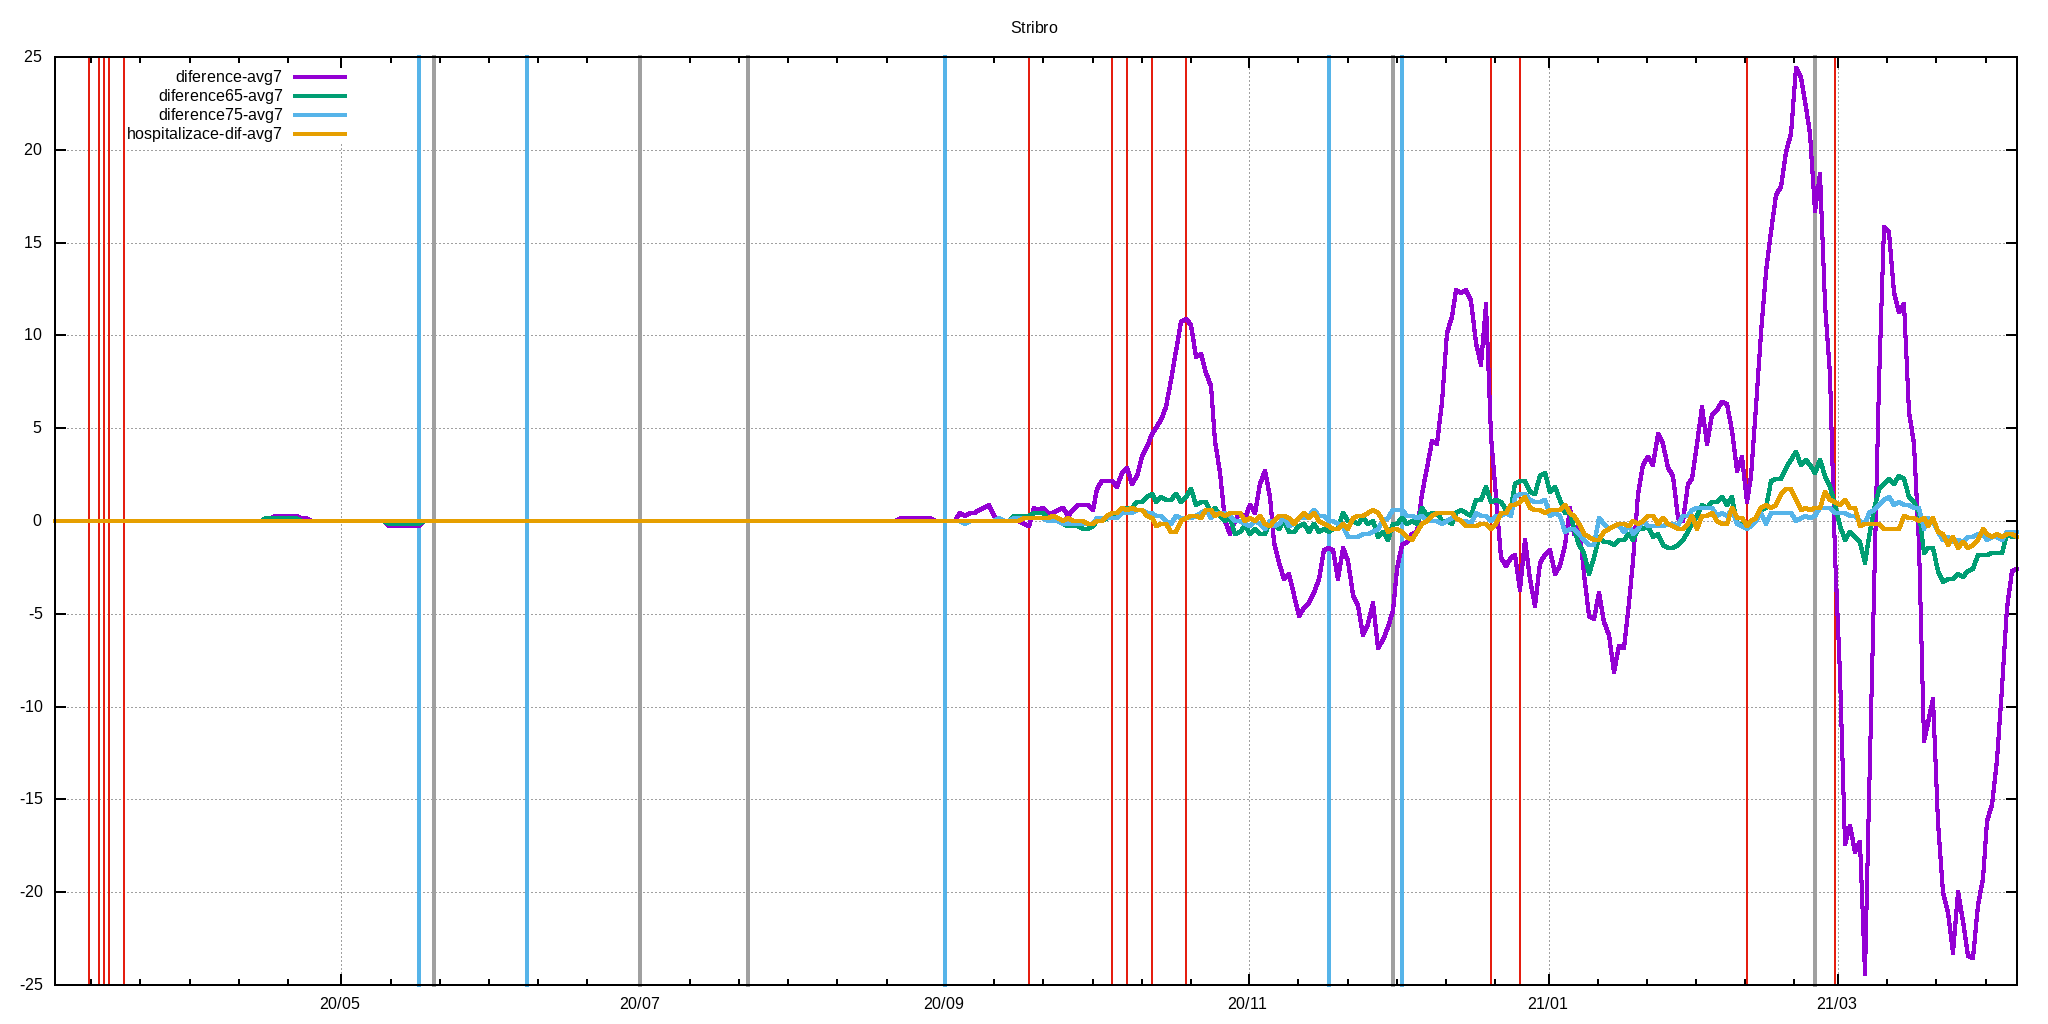 Stribro
25
diference-avg7
diference65-avg7
diference75-avg7
hospitalizace-dif-avg7
20
15
10
5
0
-5
-10
-15
-20
-25
20/05 20/07 20/09 20/11 21/01 21/03